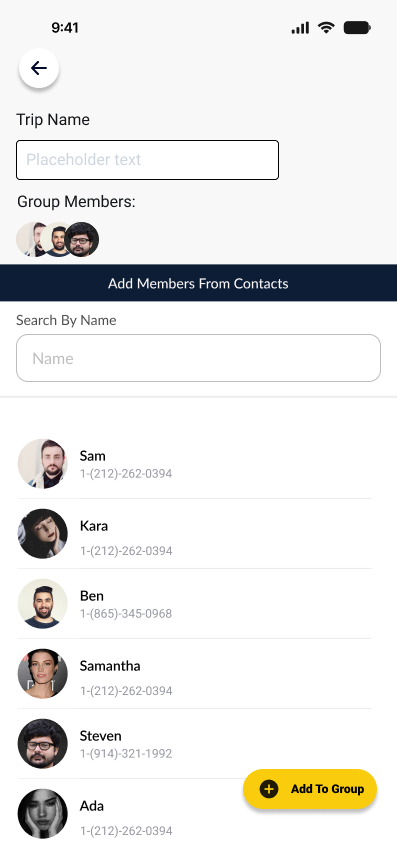 9:41
Trip Name
Placeholder text
Group Members:
Add Members From Contacts
Search By Name
Name
Sam
1-(212)-262-0394
Kara
1-(212)-262-0394
Ben
1-(865)-345-0968
Samantha
1-(212)-262-0394
Steven
1-(914)-321-1992
Add To Group
Ada
1-(212)-262-0394